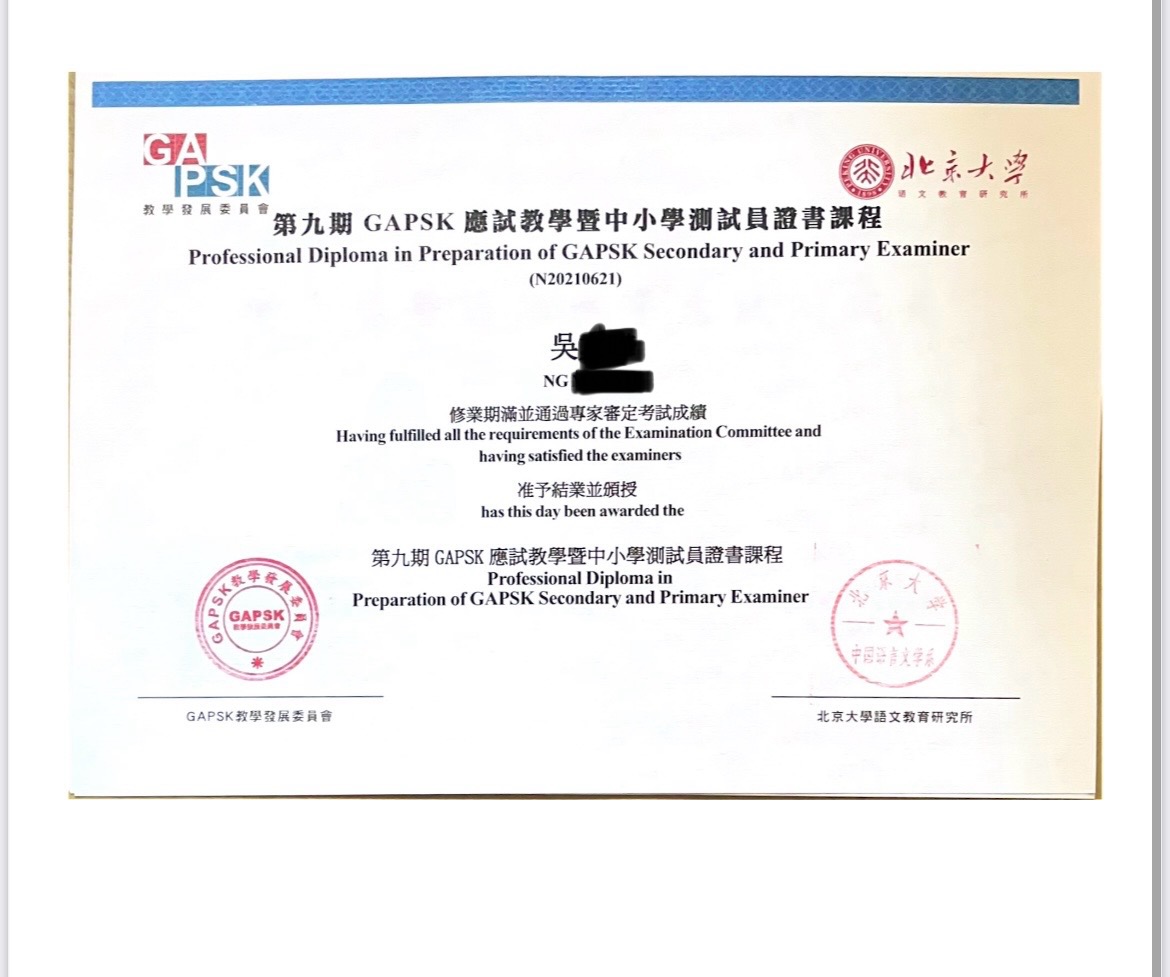 GAPSK
教學發展委員會
北京大學
語文教育研究所
第九期 GAPSK 應試教學暨中小學測試員證書課程
Professional Diploma in Preparation of GAPSK Secondary and Primary Examiner
(N20210621)
吳
NG
修業期滿並通過專家審定考試成績
Having fulfilled all the requirements of the Examination Committee and
having satisfied the examiners
准予結業並頒授
has this day been awarded the
第九期 GAPSK 應試教學暨中小學測試員證書課程
Professional Diploma in
Preparation of GAPSK Secondary and Primary Examiner
GAPSK教學發展委員會
GAPSK
教學發展委員會
北京大学
中国语言文学系
GAPSK教學發展委員會
北京大學語文教育研究所